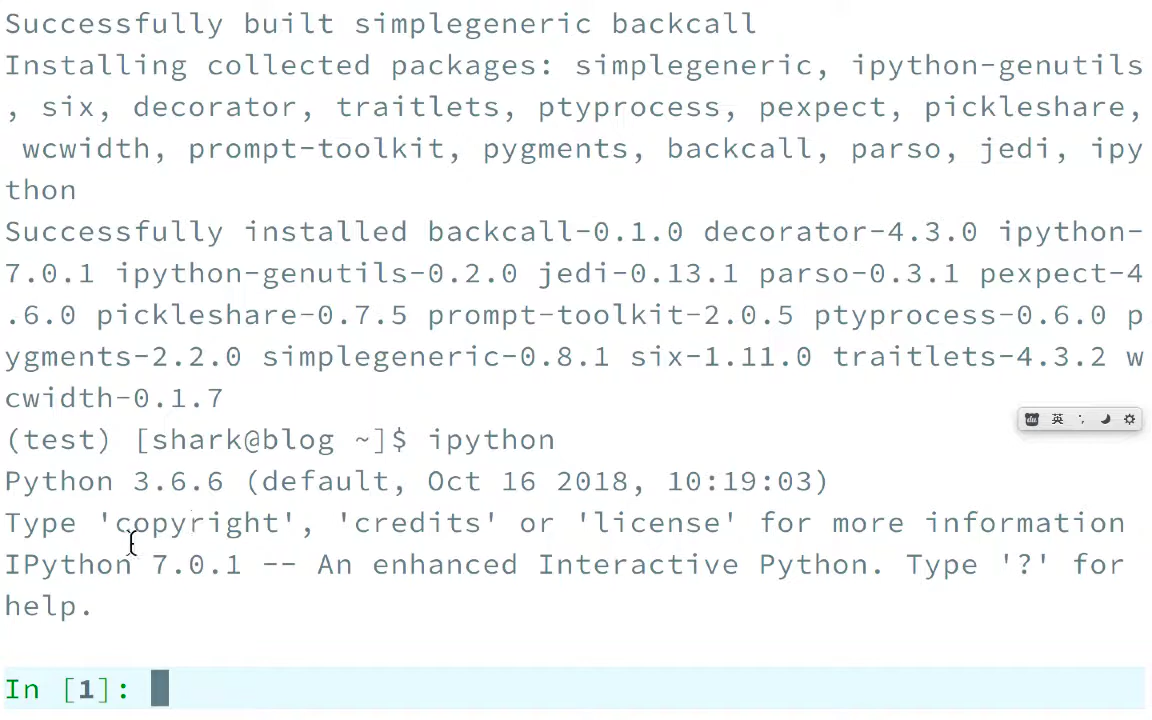 Successfully built simplegeneric backcall
Installing collected packages: simplegeneric, ipython-genutils
, six, decorator, traitlets, ptyprocess, pexpect, pickleshare,
 wcwidth, prompt-toolkit, pygments, backcall, parso, jedi, ipy
thon
Successfully installed backcall-0.1.0 decorator-4.3.0 ipython-
7.0.1 ipython-genutils-0.2.0 jedi-0.13.1 parso-0.3.1 pexpect-4
.6.0 pickleshare-0.7.5 prompt-toolkit-2.0.5 ptyprocess-0.6.0 p
ygments-2.2.0 simplegeneric-0.8.1 six-1.11.0 traitlets-4.3.2 w
cwidth-0.1.7
英
(test) [shark@blog ~]$ ipython
Python 3.6.6 (default, Oct 16 2018, 10:19:03)
Type 'copyright', 'credits' or 'license' for more information
IPython 7.0.1 -- An enhanced Interactive Python. Type '?' for
help.
In [1]: